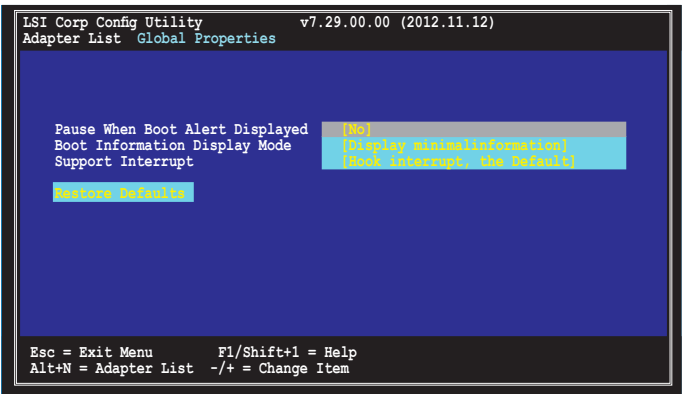 LSI Corp Config Utility v7.29.00.00 (2012.11.12)
Adapter List Global Properties
Pause When Boot Alert Displayed [No]
Boot Information Display Mode [Display minimalinformation]
Support Interrupt [Hook interrupt, the Default]
Restore Defaults
Esc = Exit Menu F1/Shift+1 = Help
Alt+N = Adapter List -/+ = Change Item